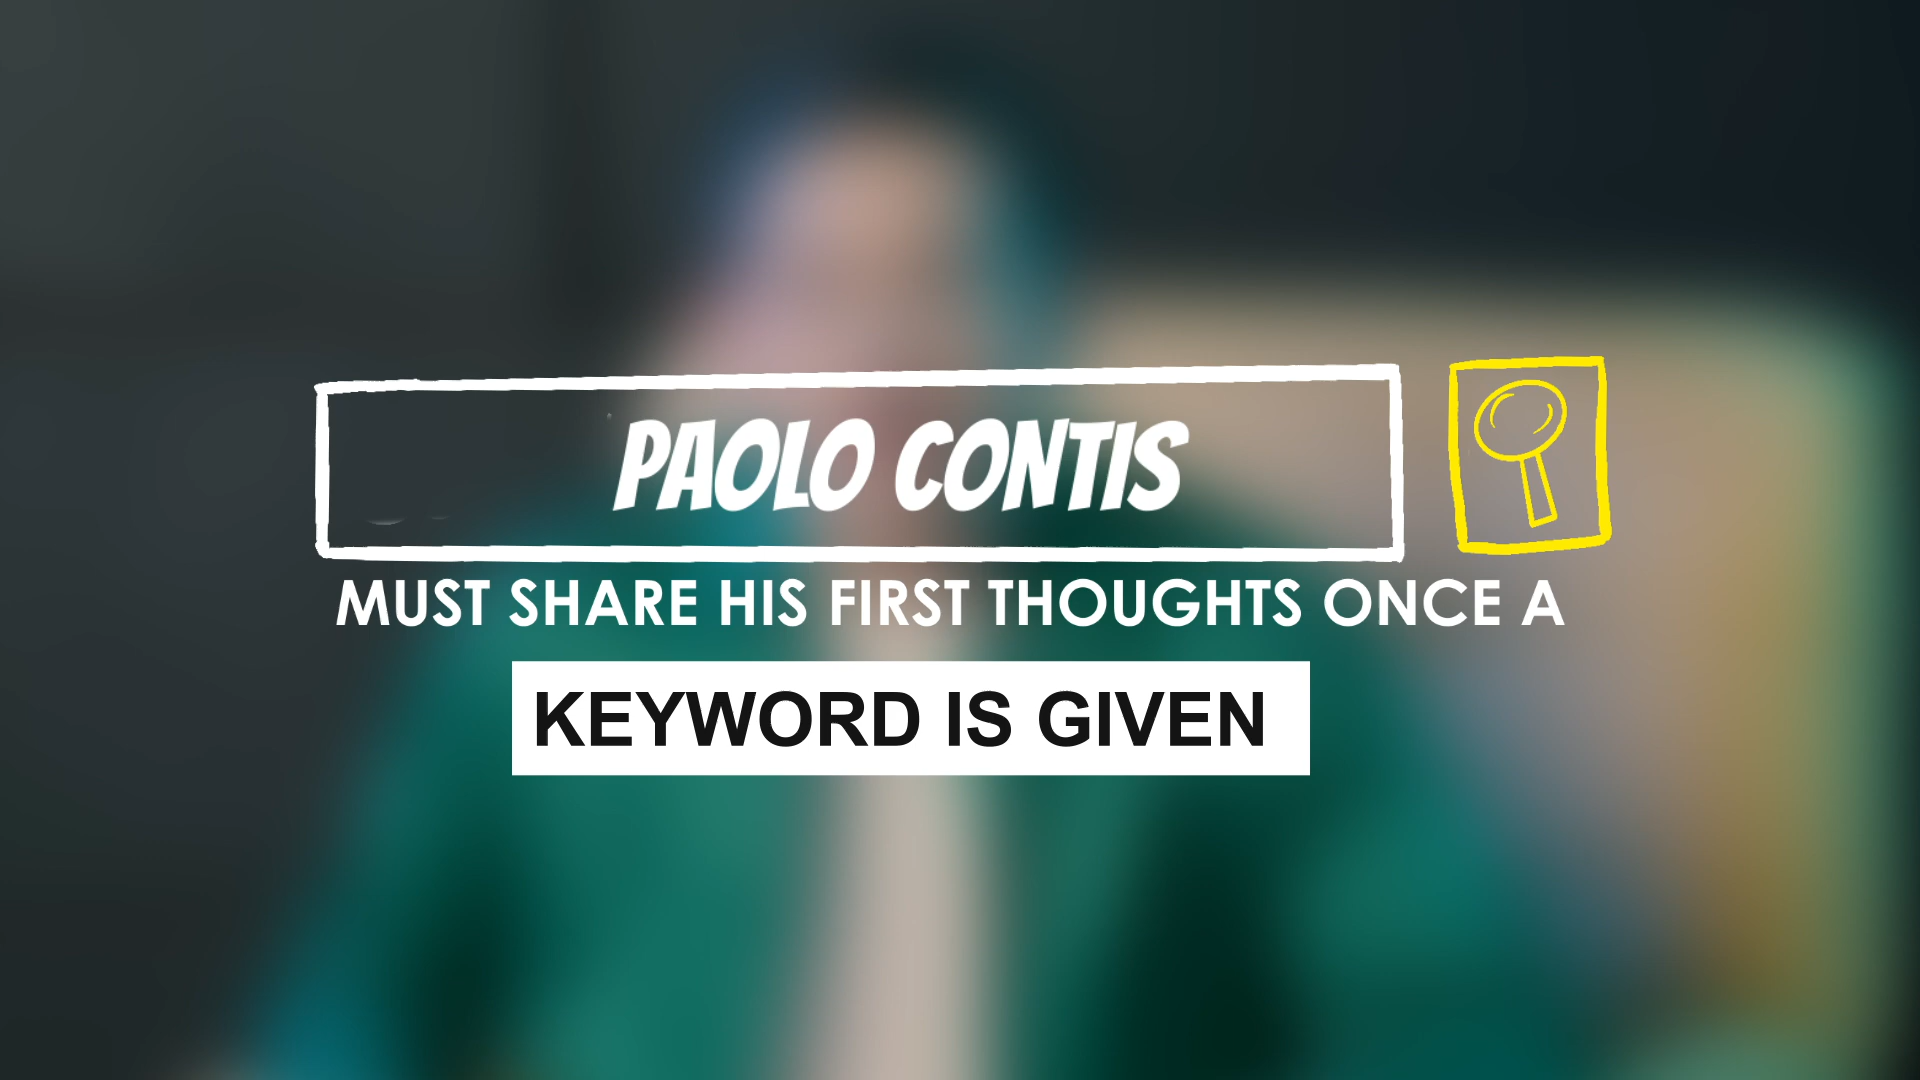 PAOLO CONTIS
MUST SHARE HIS FIRST THOUGHTS ONCE A
KEYWORD IS GIVEN